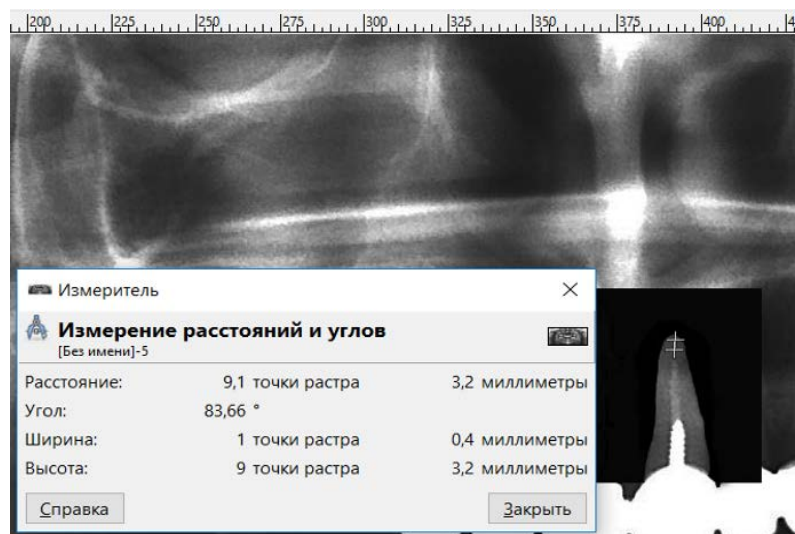 200 225 250 275 300 325 350 375 400 4
Измеритель
Измерение расстояний и углов
[Без имени]-5
Расстояние: 9,1 точки растра 3,2 миллиметры
Угол: 83,66 °
Ширина: 1 точки растра 0,4 миллиметры
Высота: 9 точки растра 3,2 миллиметры
Справка Закрыть